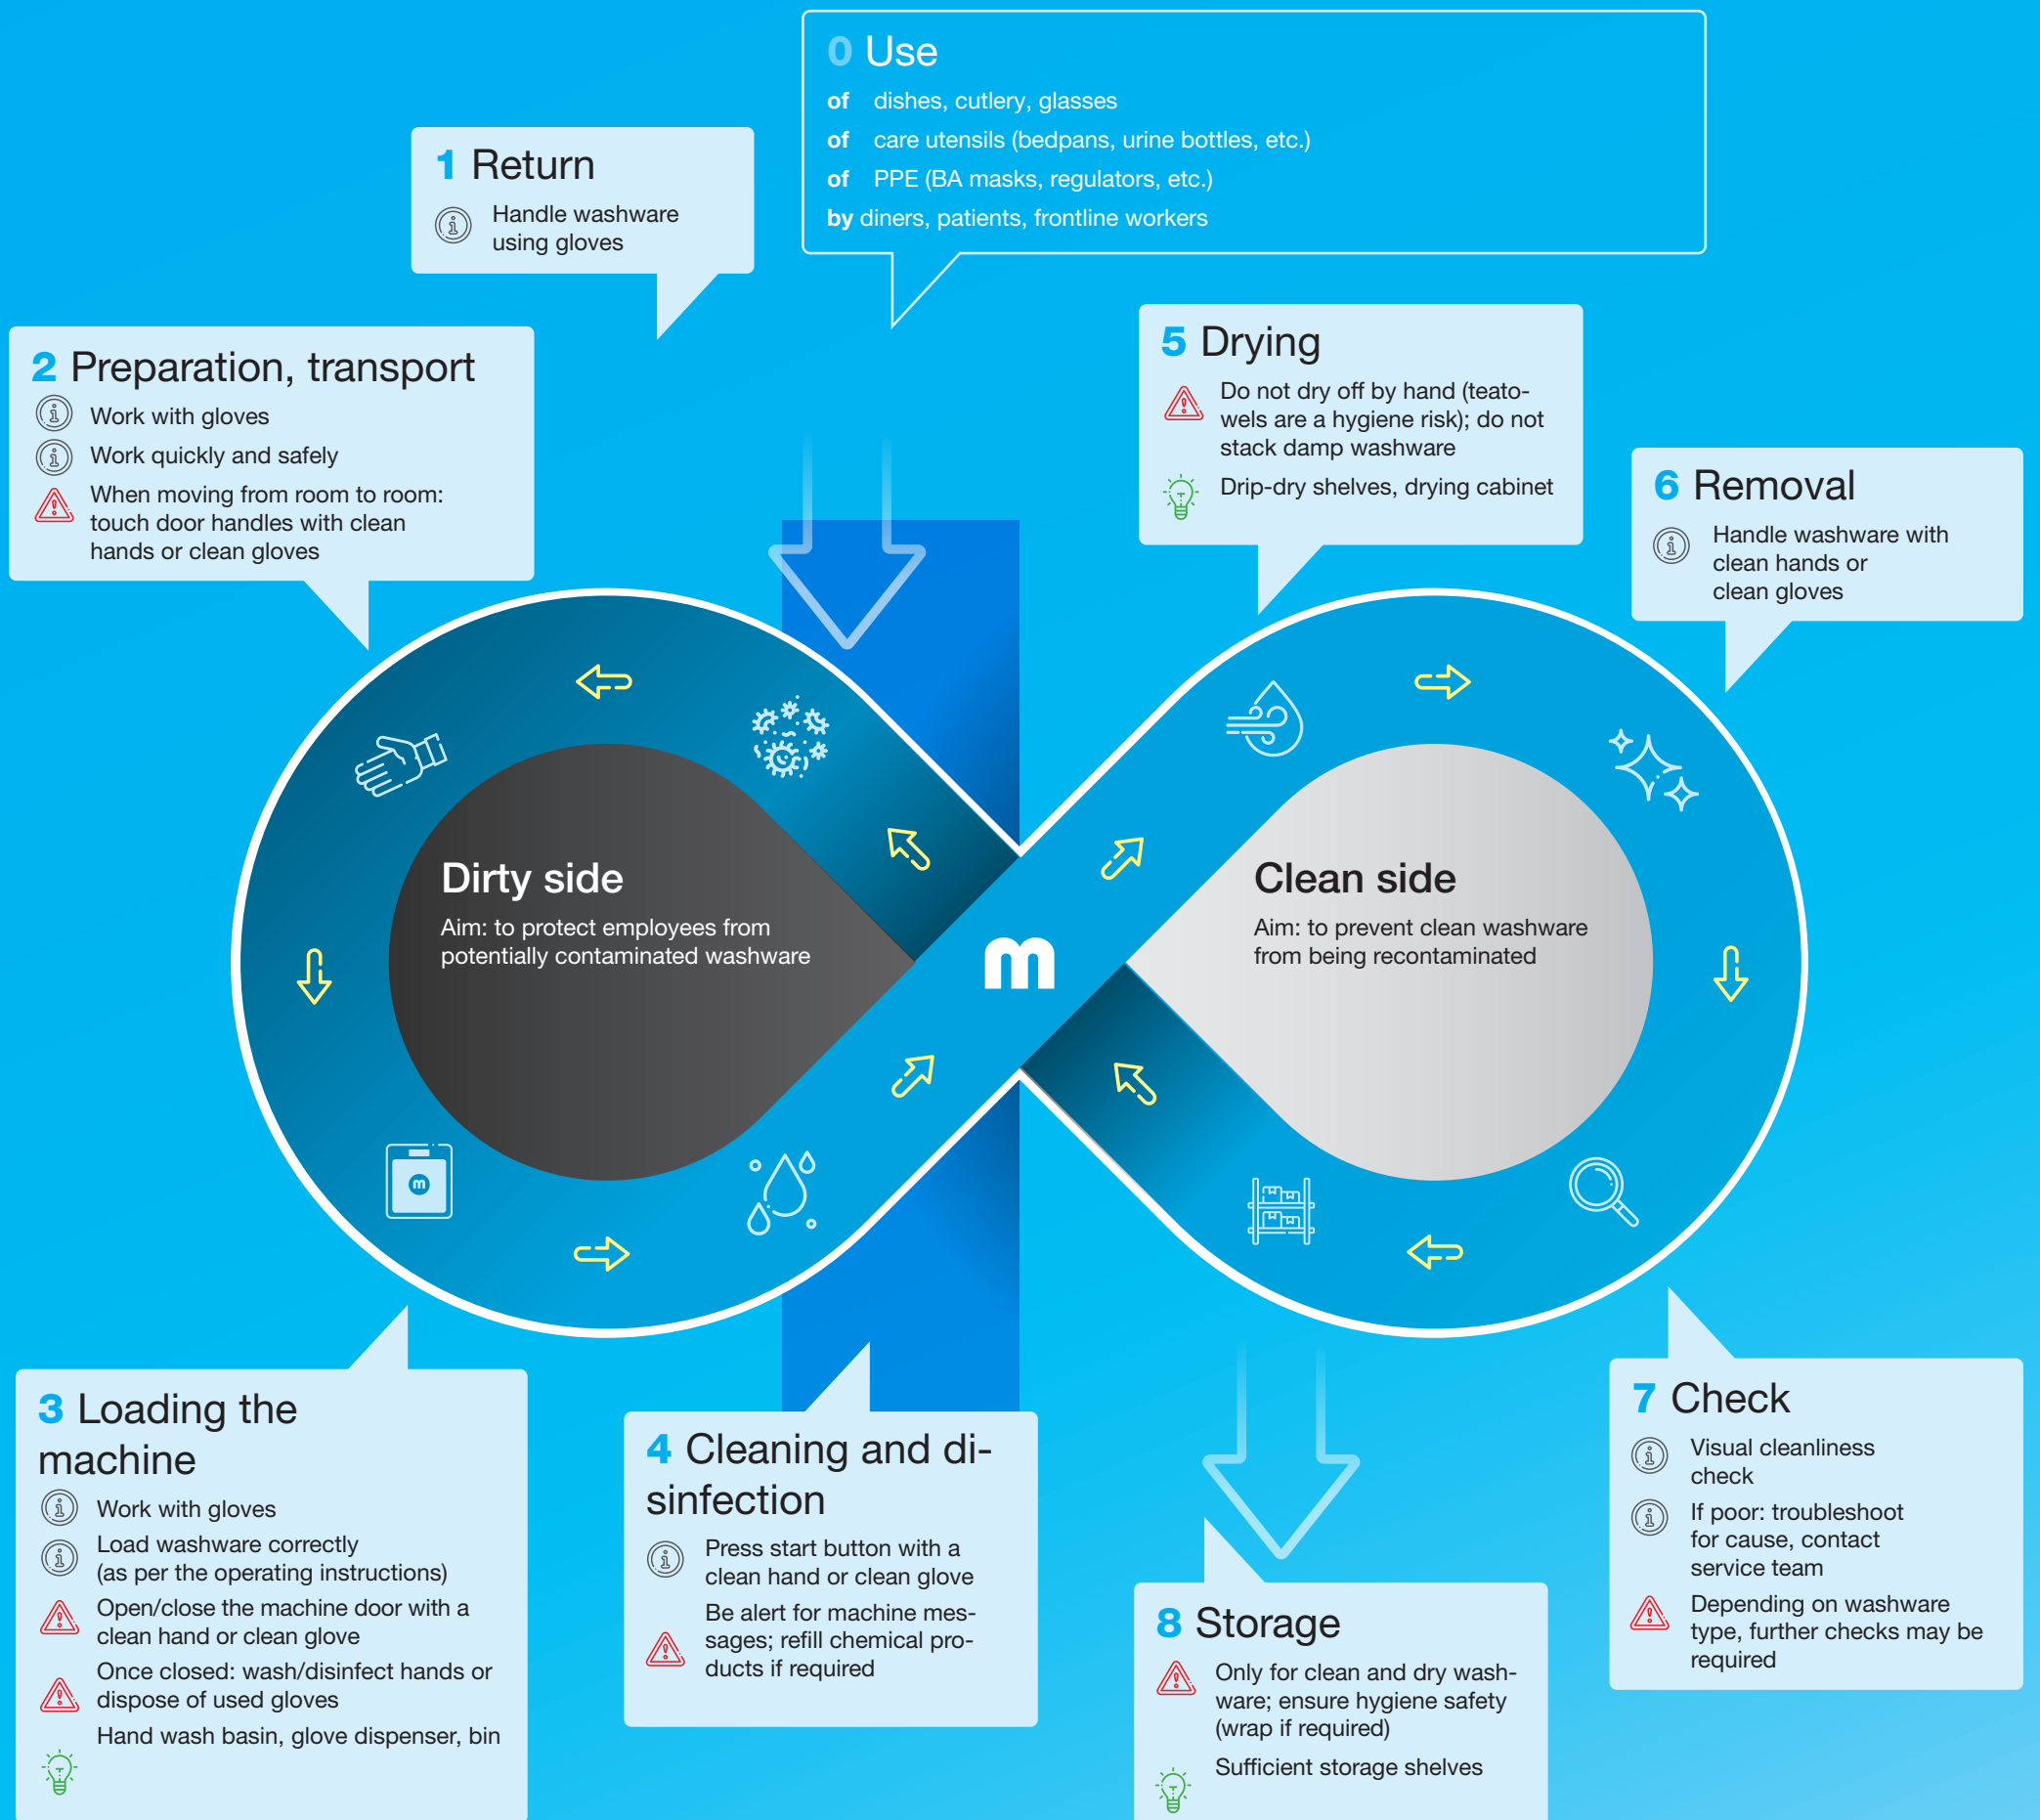 0 Use
of dishes, cutlery, glasses
of care utensils (bedpans, urine bottles, etc.)
of PPE (BA masks, regulators, etc.)
by diners, patients, frontline workers
1 Return
Handle washware
using gloves
2 Preparation, transport
Work with gloves
Work quickly and safely
When moving from room to room:
touch door handles with clean
hands or clean gloves
Dirty side
Aim: to protect employees from
potentially contaminated washware
m
Clean side
Aim: to prevent clean washware
from being recontaminated
m
3 Loading the
machine
Work with gloves
Load washware correctly
(as per the operating instructions)
Open/close the machine door with a
clean hand or clean glove
Once closed: wash/disinfect hands or
dispose of used gloves
Hand wash basin, glove dispenser, bin
4 Cleaning and di-
sinfection
Press start button with a
clean hand or clean glove
Be alert for machine mes-
sages; refill chemical pro-
ducts if required
5 Drying
Do not dry off by hand (teato-
wels are a hygiene risk); do not
stack damp washware
Drip-dry shelves, drying cabinet
6 Removal
Handle washware with
clean hands or
clean gloves
7 Check
Visual cleanliness
check
If poor: troubleshoot
for cause, contact
service team
Depending on washware
type, further checks may be
required
8 Storage
Only for clean and dry wash-
ware; ensure hygiene safety
(wrap if required)
Sufficient storage shelves